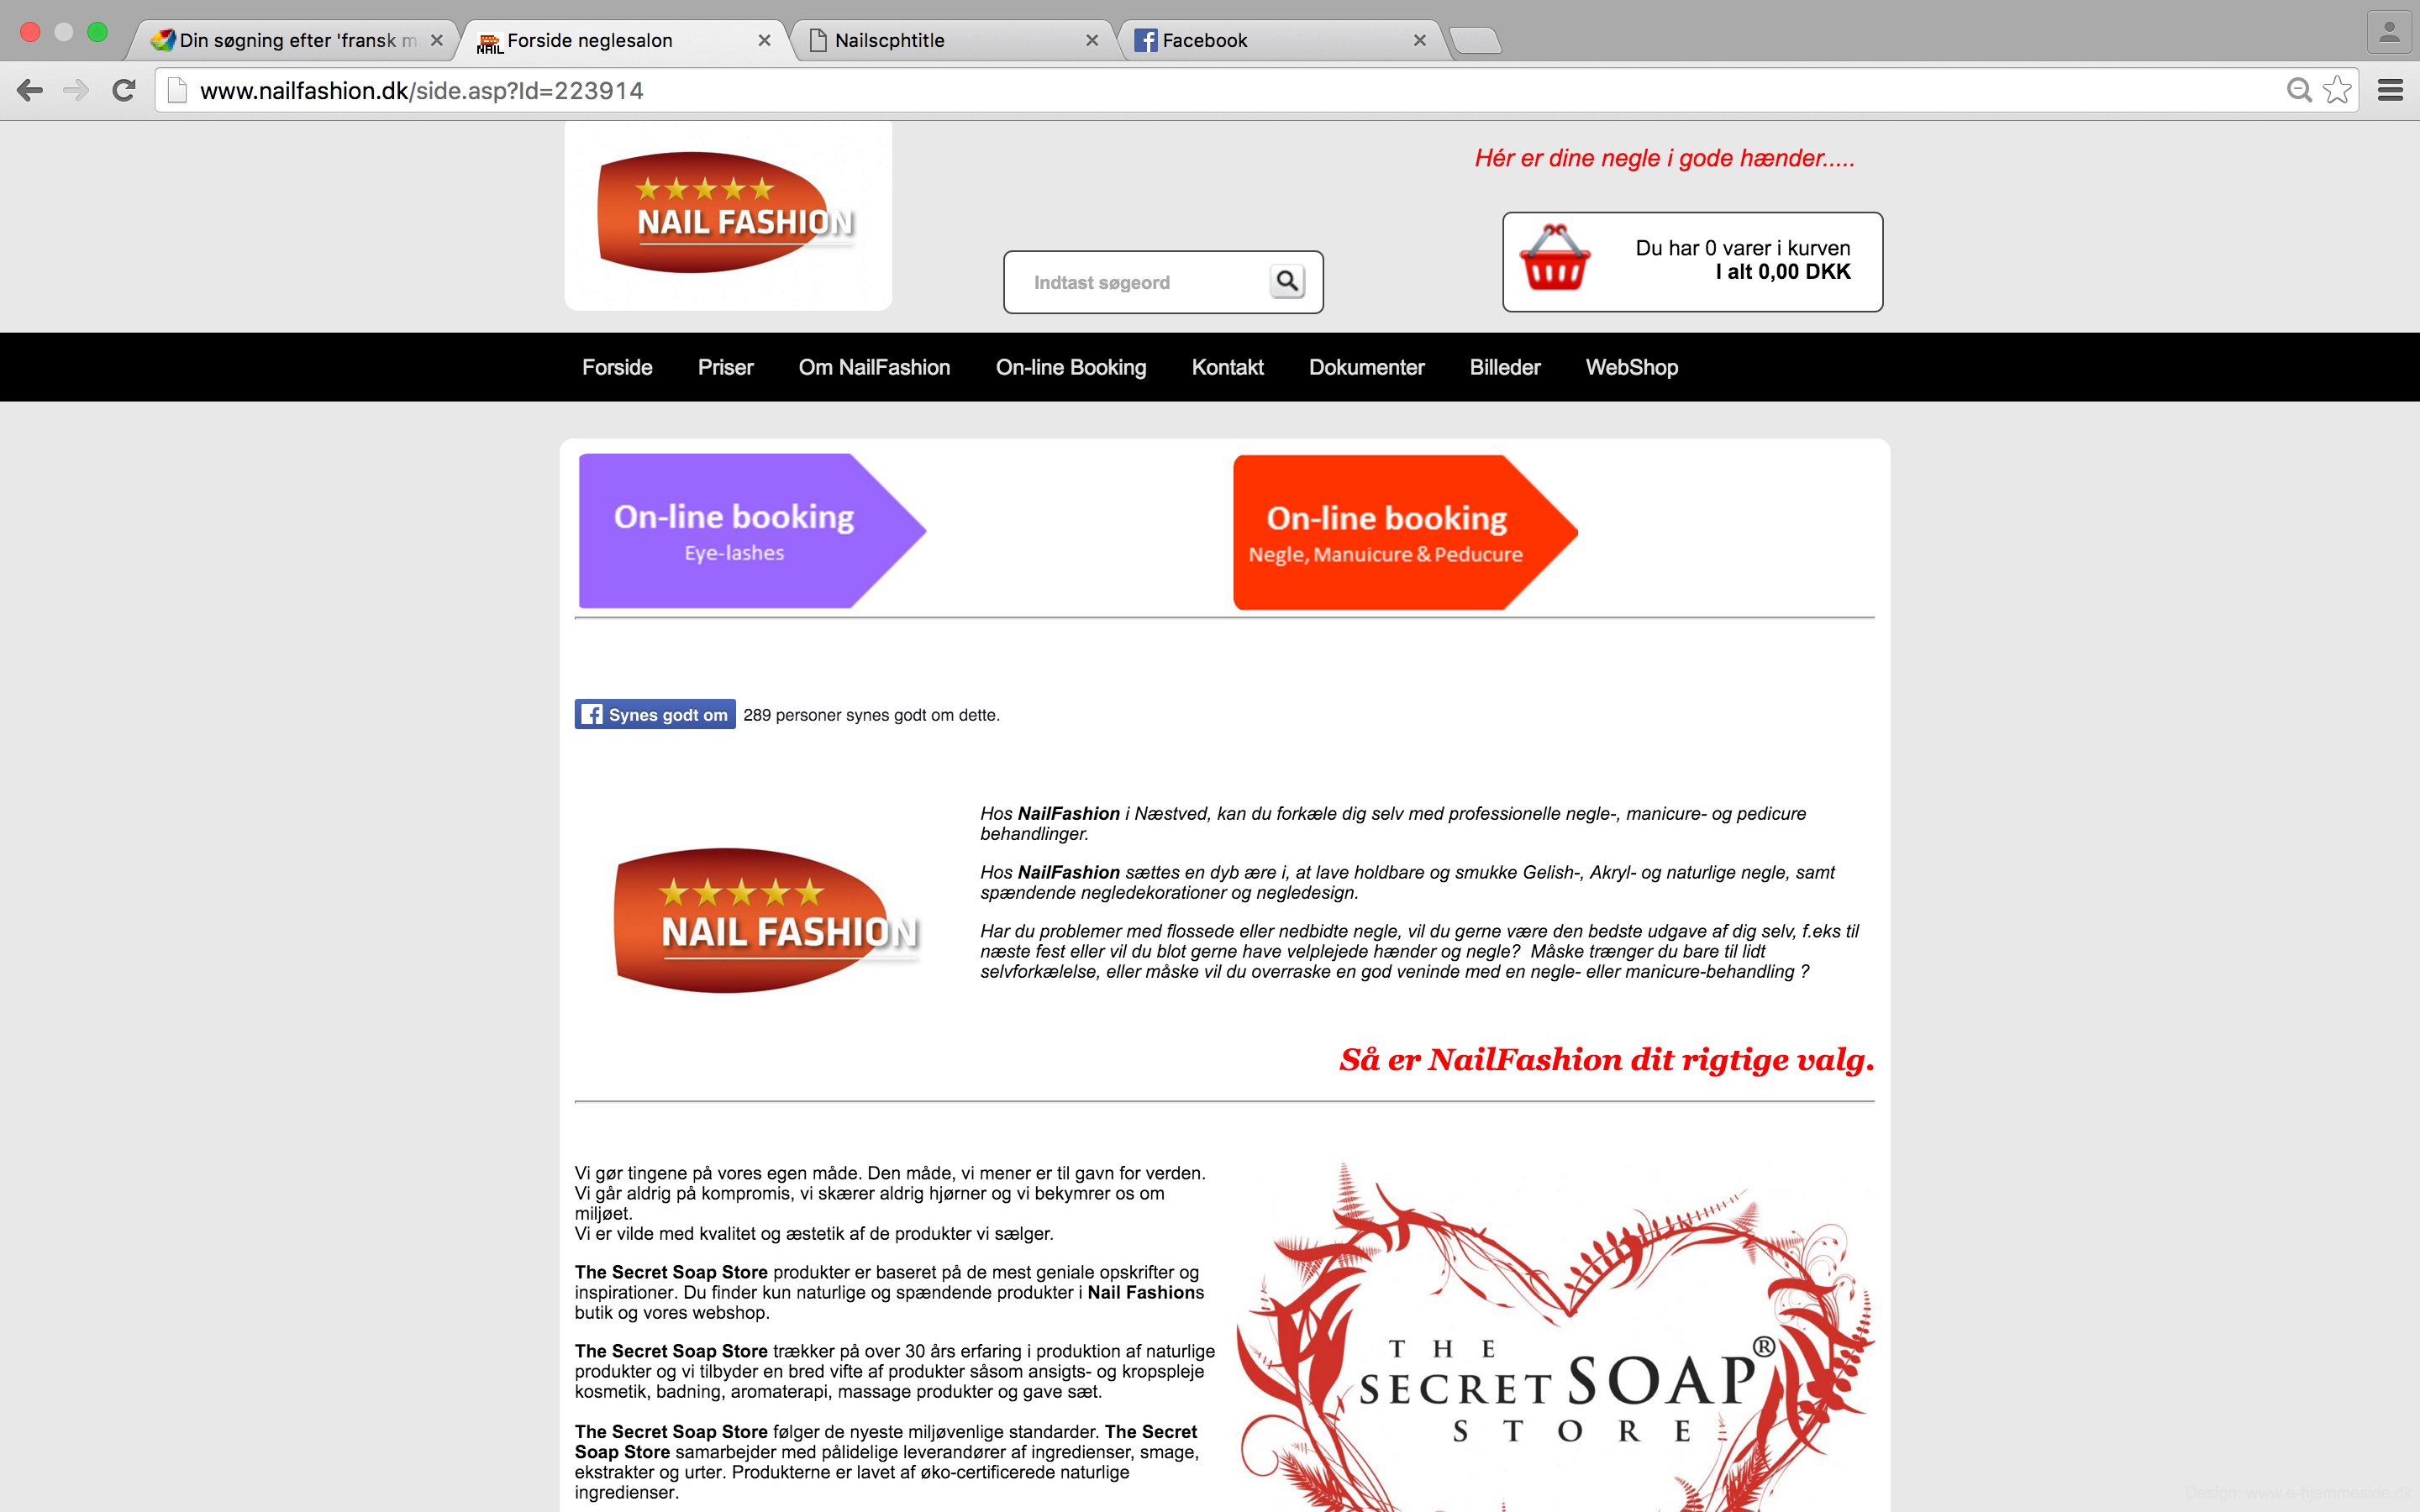 Din søgning efter 'fransk m
NAIL
Forside neglesalon
Nailscphtitle
Facebook
www.nailfashion.dk/side.asp?Id=223914
NAIL FASHION
Hér er dine negle i gode hænder.....
Indtast søgeord
Du har 0 varer i kurven
I alt 0,00 DKK
Forside Priser Om NailFashion On-line Booking Kontakt Dokumenter Billeder WebShop
On-line booking
Eye-lashes
On-line booking
Negle, Manuicure & Peducure
Synes godt om 289 personer synes godt om dette.
NAIL FASHION
Hos NailFashion i Næstved, kan du forkæle dig selv med professionelle negle-, manicure- og pedicure
behandlinger.
Hos NailFashion sættes en dyb ære i, at lave holdbare og smukke Gelish-, Akryl- og naturlige negle, samt
spændende negledekorationer og negledesign.
Har du problemer med flossede eller nedbidte negle, vil du gerne være den bedste udgave af dig selv, f.eks til
næste fest eller vil du blot gerne have velplejede hænder og negle? Måske trænger du bare til lidt
selvforkælelse, eller måske vil du overraske en god veninde med en negle- eller manicure-behandling ?
Så er NailFashion dit rigtige valg.
Vi gør tingene på vores egen måde. Den måde, vi mener er til gavn for verden.
Vi går aldrig på kompromis, vi skærer aldrig hjørner og vi bekymrer os om
miljøet.
Vi er vilde med kvalitet og æstetik af de produkter vi sælger.
The Secret Soap Store produkter er baseret på de mest geniale opskrifter og
inspirationer. Du finder kun naturlige og spændende produkter i Nail Fashions
butik og vores webshop.
The Secret Soap Store trækker på over 30 års erfaring i produktion af naturlige
produkter og vi tilbyder en bred vifte af produkter såsom ansigts- og kropspleje
kosmetik, badning, aromaterapi, massage produkter og gave sæt.
The Secret Soap Store følger de nyeste miljøvenlige standarder. The Secret
Soap Store samarbejder med pålidelige leverandører af ingredienser, smage,
ekstrakter og urter. Produkterne er lavet af øko-certificerede naturlige
ingredienser.
THE
SECRET SOAP®
STORE
Design: www.e-hjemmeside.dk